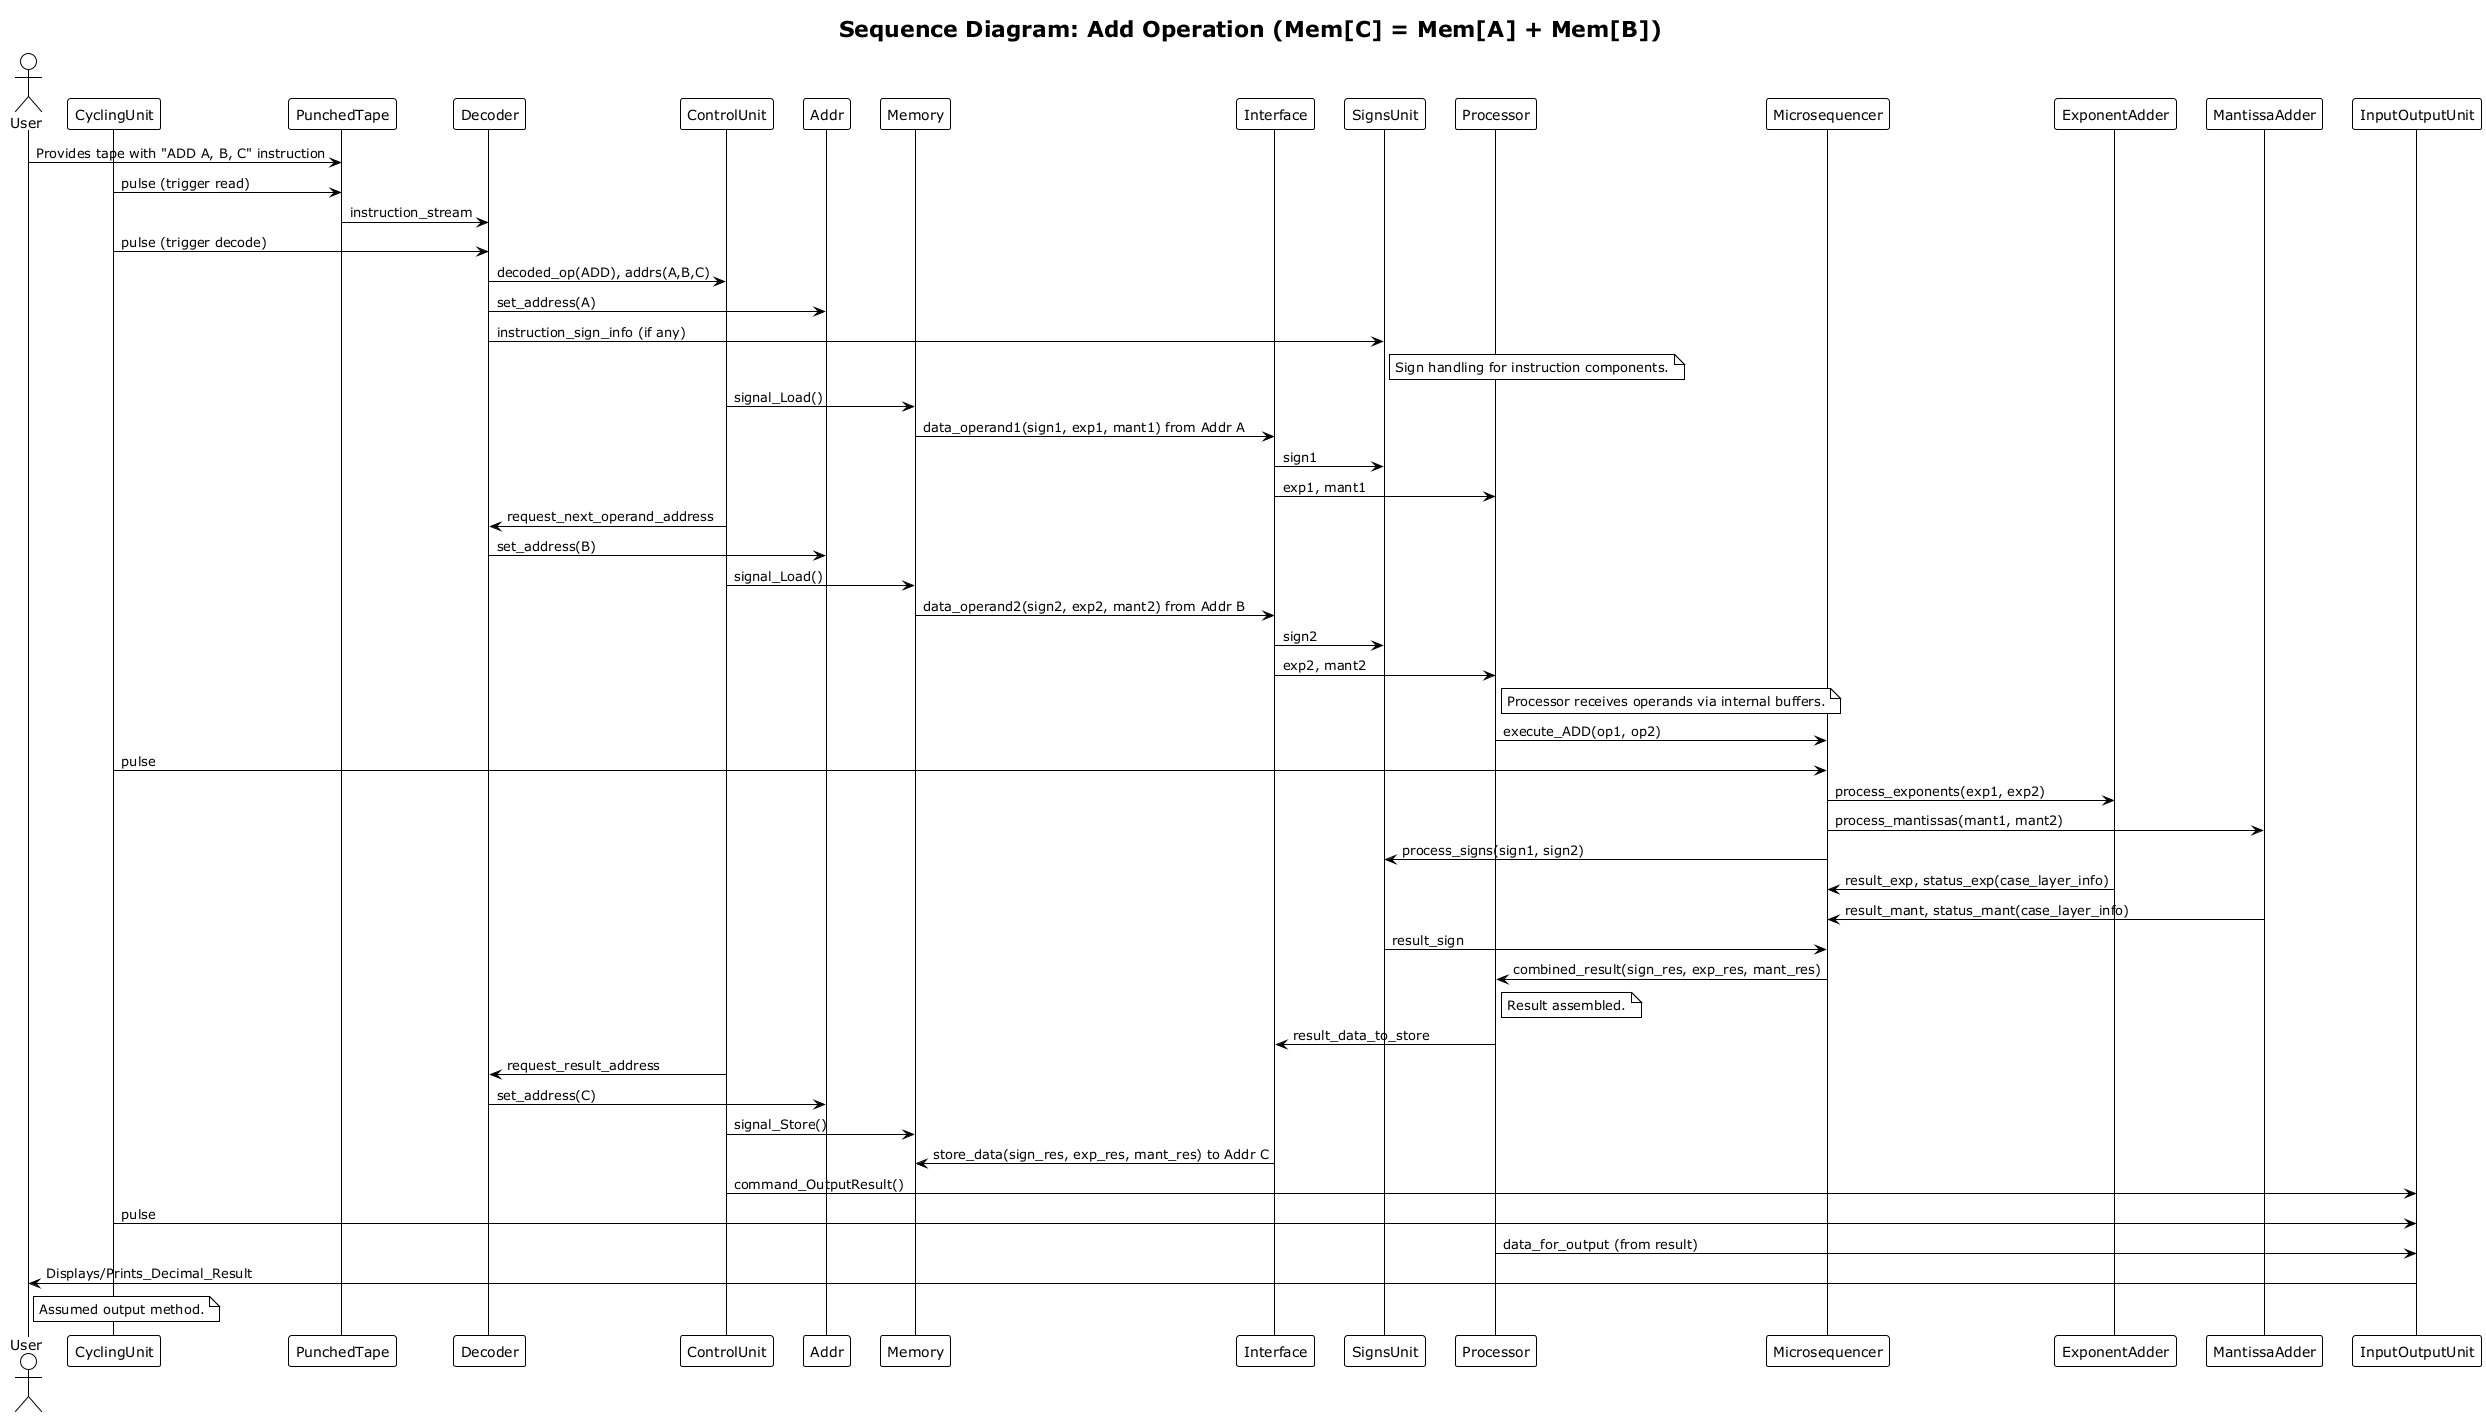 Sequence Diagram: Add Operation (Mem[C] = Mem[A] + Mem[B])
User
CyclingUnit
PunchedTape
Decoder
ControlUnit
Addr
Memory
Interface
SignsUnit
Processor
Microsequencer
ExponentAdder
MantissaAdder
InputOutputUnit
Provides tape with "ADD A, B, C" instruction
pulse (trigger read)
instruction_stream
pulse (trigger decode)
decoded_op(ADD), addrs(A,B,C)
set_address(A)
instruction_sign_info (if any)
Sign handling for instruction components.
signal_Load()
data_operand1(sign1, exp1, mant1) from Addr A
sign1
exp1, mant1
request_next_operand_address
set_address(B)
signal_Load()
data_operand2(sign2, exp2, mant2) from Addr B
sign2
exp2, mant2
Processor receives operands via internal buffers.
execute_ADD(op1, op2)
pulse
process_exponents(exp1, exp2)
process_mantissas(mant1, mant2)
process_signs(sign1, sign2)
result_exp, status_exp(case_layer_info)
result_mant, status_mant(case_layer_info)
result_sign
combined_result(sign_res, exp_res, mant_res)
Result assembled.
result_data_to_store
request_result_address
set_address(C)
signal_Store()
store_data(sign_res, exp_res, mant_res) to Addr C
command_OutputResult()
pulse
data_for_output (from result)
Displays/Prints_Decimal_Result
Assumed output method.
User
CyclingUnit
PunchedTape
Decoder
ControlUnit
Addr
Memory
Interface
SignsUnit
Processor
Microsequencer
ExponentAdder
MantissaAdder
InputOutputUnit